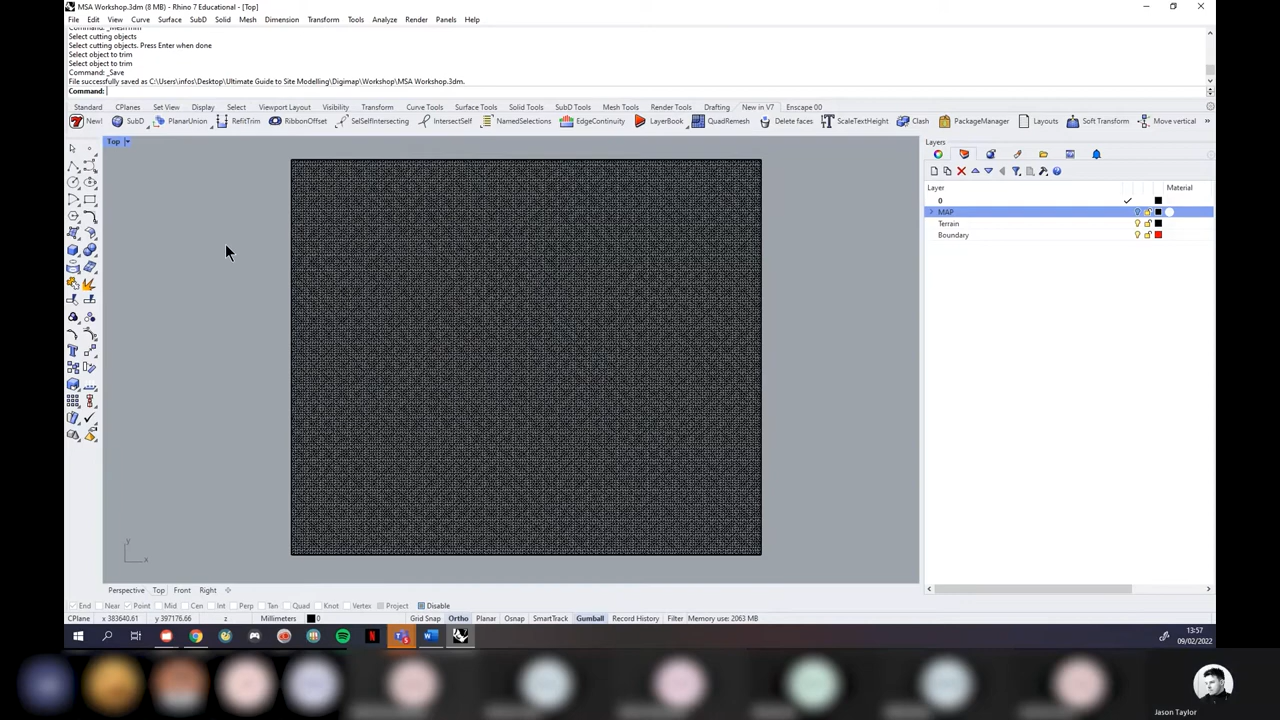 MSA Workshop.3dm (8 MB) - Rhino 7 Educational - [Top]
File Edit View Curve Surface SubD Solid Mesh Dimension Transform Tools Analyze Render Panels Help
Command: _MeshTrim
Select cutting objects
Select cutting objects. Press Enter when done
Select object to trim
Select object to trim
Command: _Save
File successfully saved as C:\Users\infos\Desktop\Ultimate Guide to Site Modelling\Digimap\Workshop\MSA Workshop.3dm.
Command:
Standard CPlanes Set View Display Select Viewport Layout Visibility Transform Curve Tools Surface Tools Solid Tools SubD Tools Mesh Tools Render Tools Drafting New in V7 Enscape 00
New! SubD PlanarUnion RefitTrim RibbonOffset SelSelfIntersecting IntersectSelf NamedSelections EdgeContinuity LayerBook QuadRemesh Delete faces ScaleTextHeight Clash PackageManager Layouts Soft Transform Move vertical »
Top
Layers
Layer Material
0
MAP
Terrain
Boundary
y
x
Perspective Top Front Right
End Near Point Mid Cen Int Perp Tan Quad Knot Vertex Project Disable
CPlane x 383640.61 y 397176.66 z Millimeters 0 Grid Snap Ortho Planar Osnap SmartTrack Gumball Record History Filter Memory use: 2063 MB
13:57
09/02/2022
Jason Taylor